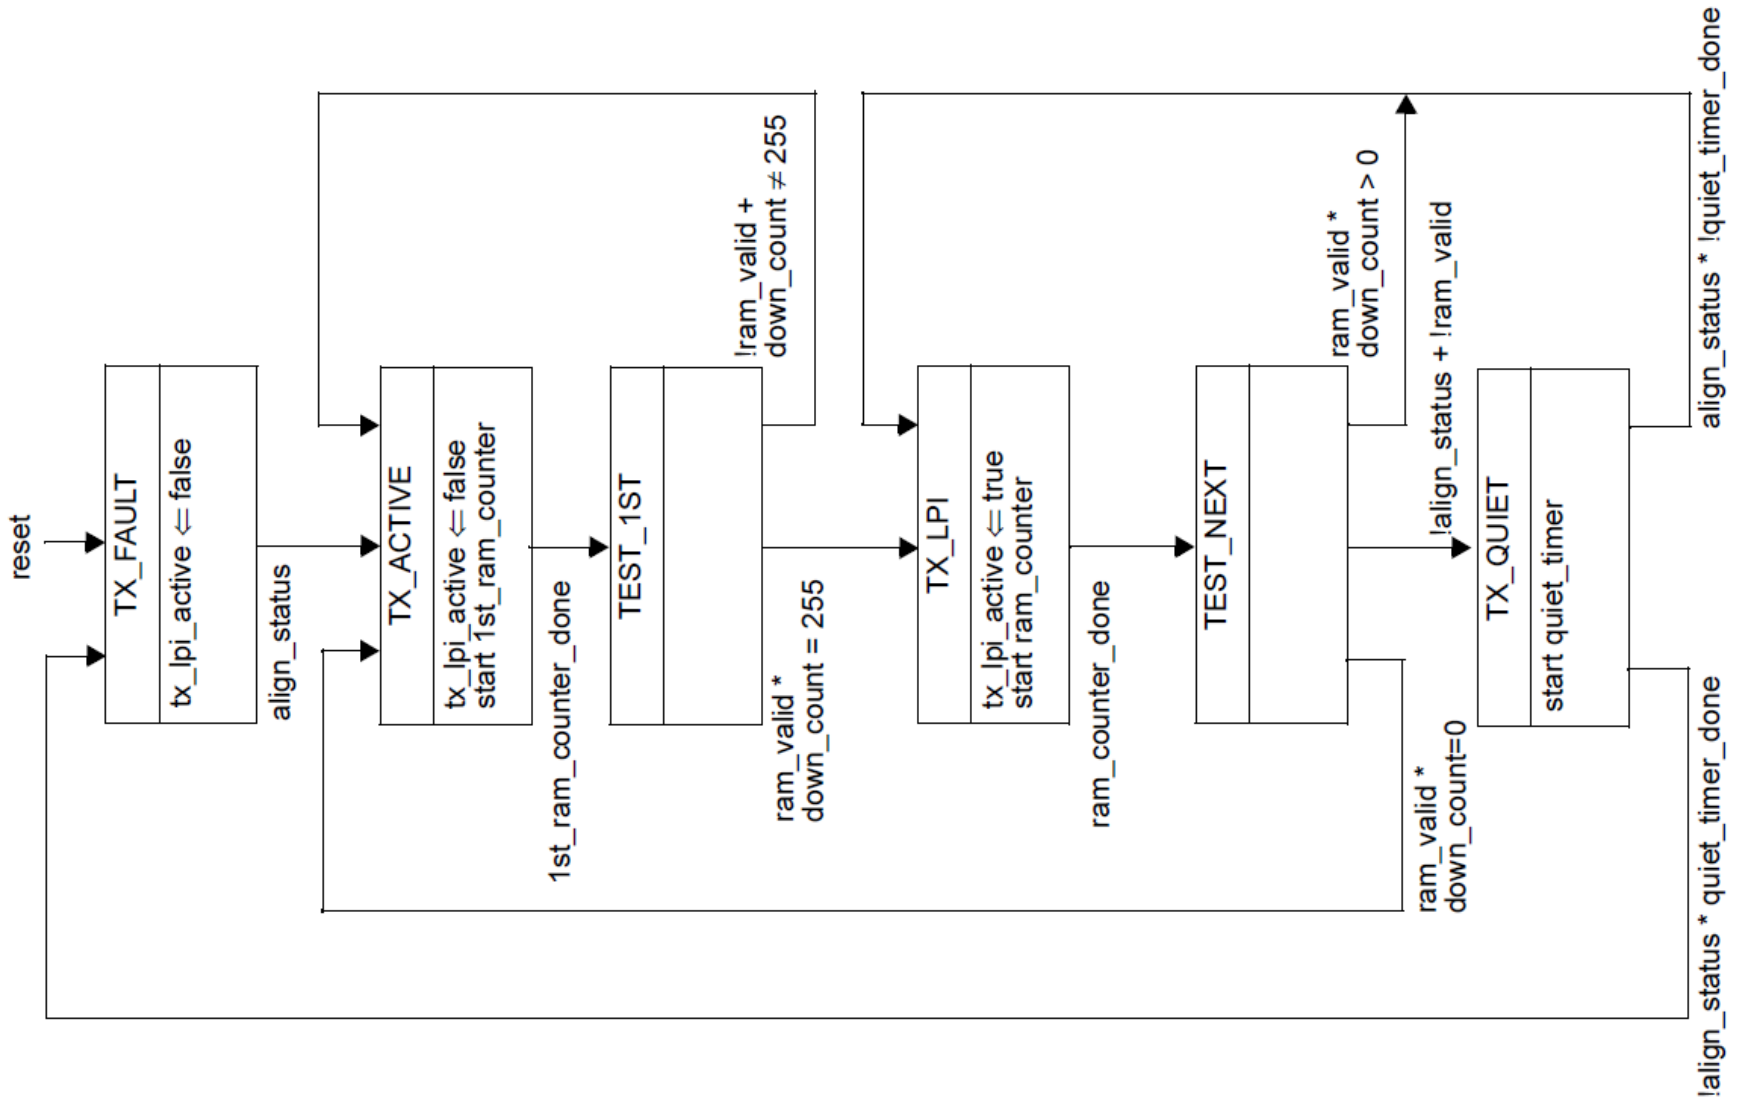 reset
TX_FAULT
tx_lpi_active ⇐ false
align_status
TX_ACTIVE
tx_lpi_active ⇐ false
start 1st_ram_counter
1st_ram_counter_done
TEST_1ST
!ram_valid +
down_count ≠ 255
ram_valid *
down_count = 255
TX_LPI
tx_lpi_active ⇐ true
start ram_counter
ram_counter_done
TEST_NEXT
ram_valid *
down_count > 0
ram_valid *
down_count=0
!align_status + !ram_valid
TX_QUIET
start quiet_timer
!align_status * quiet_timer_done
align_status * !quiet_timer_done